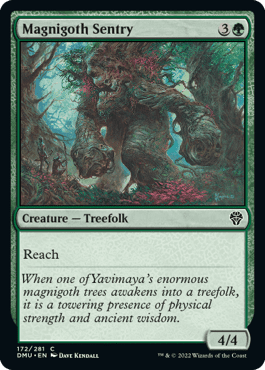 Magnigoth Sentry 3
Creature — Treefolk
Reach
When one of Yavimaya's enormous
magnigoth trees awakens into a treefolk,
it is a towering presence of physical
strength and ancient wisdom.
4/4
172/281 C
DMU • EN Dave Kendall ™ & © 2022 Wizards of the Coast